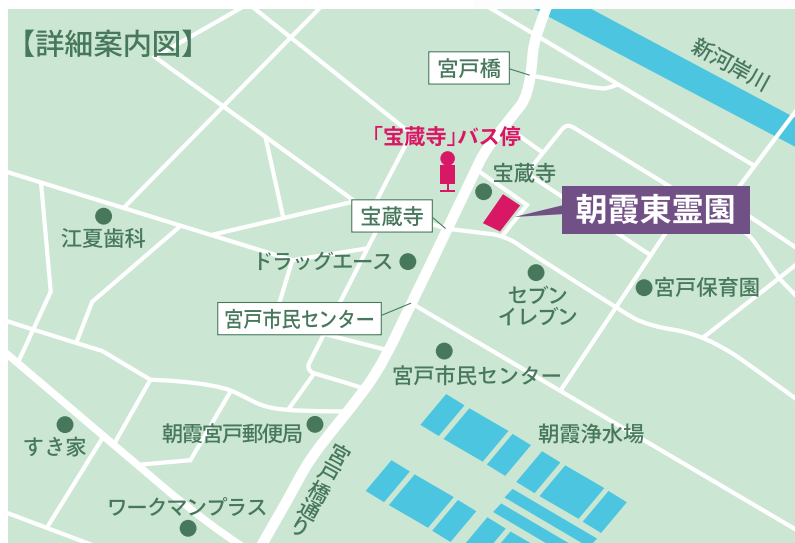 【詳細案内図】
新河岸川
宮戸橋
「宝蔵寺」バス停
宝蔵寺
朝霞東霊園
宝蔵寺
江夏歯科
ドラッグエース
セブン
イレブン
宮戸保育園
宮戸市民センター
宮戸市民センター
朝霞宮戸郵便局
朝霞浄水場
すき家
宮戸橋通り
ワークマンプラス